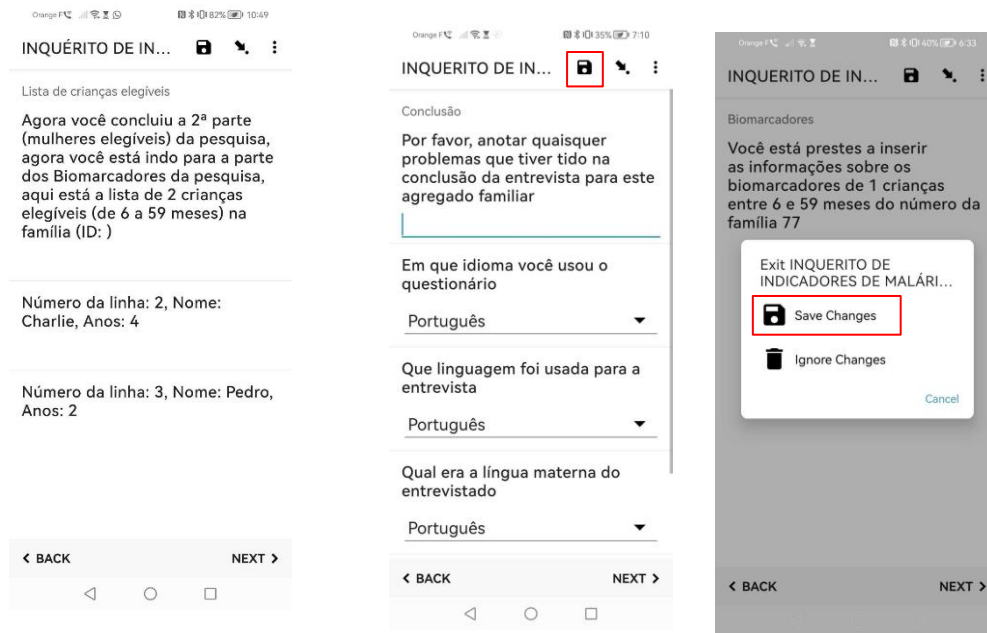 Orange F 82% 10:49
INQUÉRITO DE IN...
Lista de crianças elegíveis
Agora você concluiu a 2ª parte
(mulheres elegíveis) da pesquisa,
agora você está indo para a parte
dos Biomarcadores da pesquisa,
aqui está a lista de 2 crianças
elegíveis (de 6 a 59 meses) na
família (ID: )
Número da linha: 2, Nome:
Charlie, Anos: 4
Número da linha: 3, Nome: Pedro,
Anos: 2
< BACK NEXT >
Orange F 35% 7:10
INQUERITO DE IN...
Conclusão
Por favor, anotar quaisquer
problemas que tiver tido na
conclusão da entrevista para este
agregado familiar
Em que idioma você usou o
questionário
Português
Que linguagem foi usada para a
entrevista
Português
Qual era a língua materna do
entrevistado
Português
< BACK NEXT >
Orange F 40% 6:33
INQUERITO DE IN...
Biomarcadores
Você está prestes a inserir
as informações sobre os
biomarcadores de 1 crianças
entre 6 e 59 meses do número da
família 77
Exit INQUERITO DE
INDICADORES DE MALÁRI...
Save Changes
Ignore Changes
Cancel
< BACK NEXT >